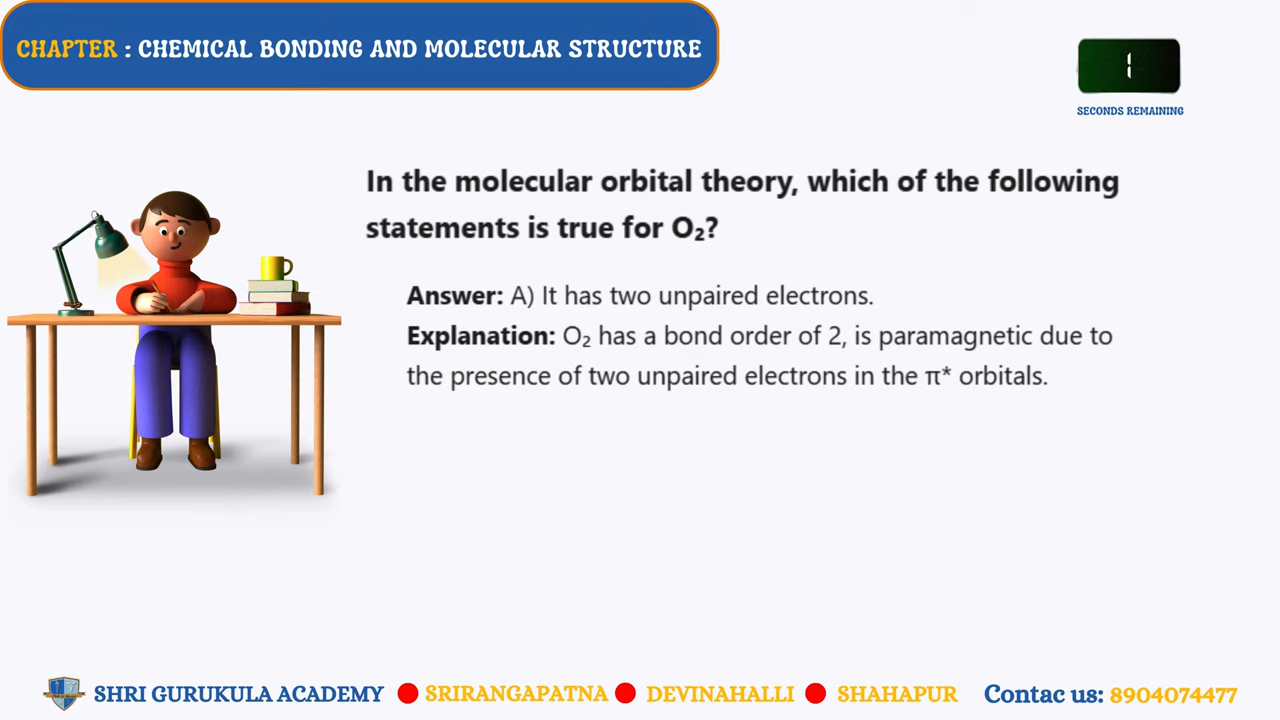 CHAPTER : CHEMICAL BONDING AND MOLECULAR STRUCTURE
1
SECONDS REMAINING
In the molecular orbital theory, which of the following
statements is true for O₂?
Answer: A) It has two unpaired electrons.
Explanation: O₂ has a bond order of 2, is paramagnetic due to
the presence of two unpaired electrons in the π* orbitals.
SHRI GURUKULA ACADEMY ● SRIRANGAPATNA ● DEVINAHALLI ● SHAHAPUR Contac us: 8904074477